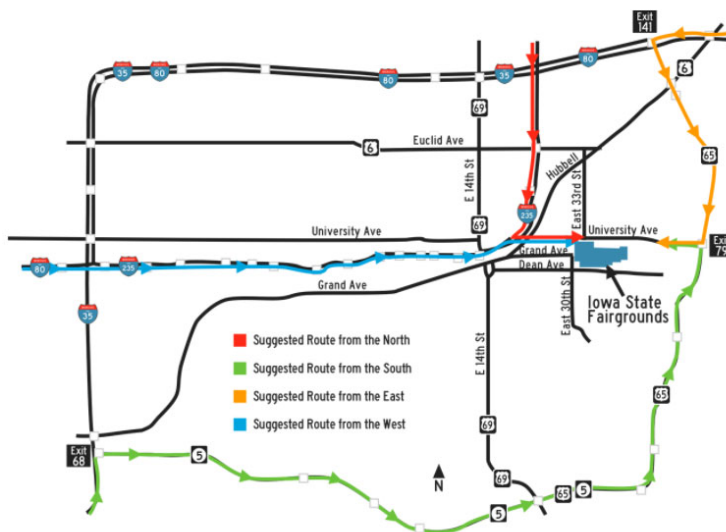 Exit
141
35
80
80
35
80
6
69
Euclid Ave
6
E 14th St
Hubbell
East 33rd St
65
235
69
University Ave
University Ave
Exit
79
80
235
Grand Ave
Dean Ave
Grand Ave
35
East 30th St
Iowa State
Fairgrounds
Suggested Route from the North
Suggested Route from the South
Suggested Route from the East
Suggested Route from the West
E 14th St
69
65
Exit
68
5
N
69
65
5
5